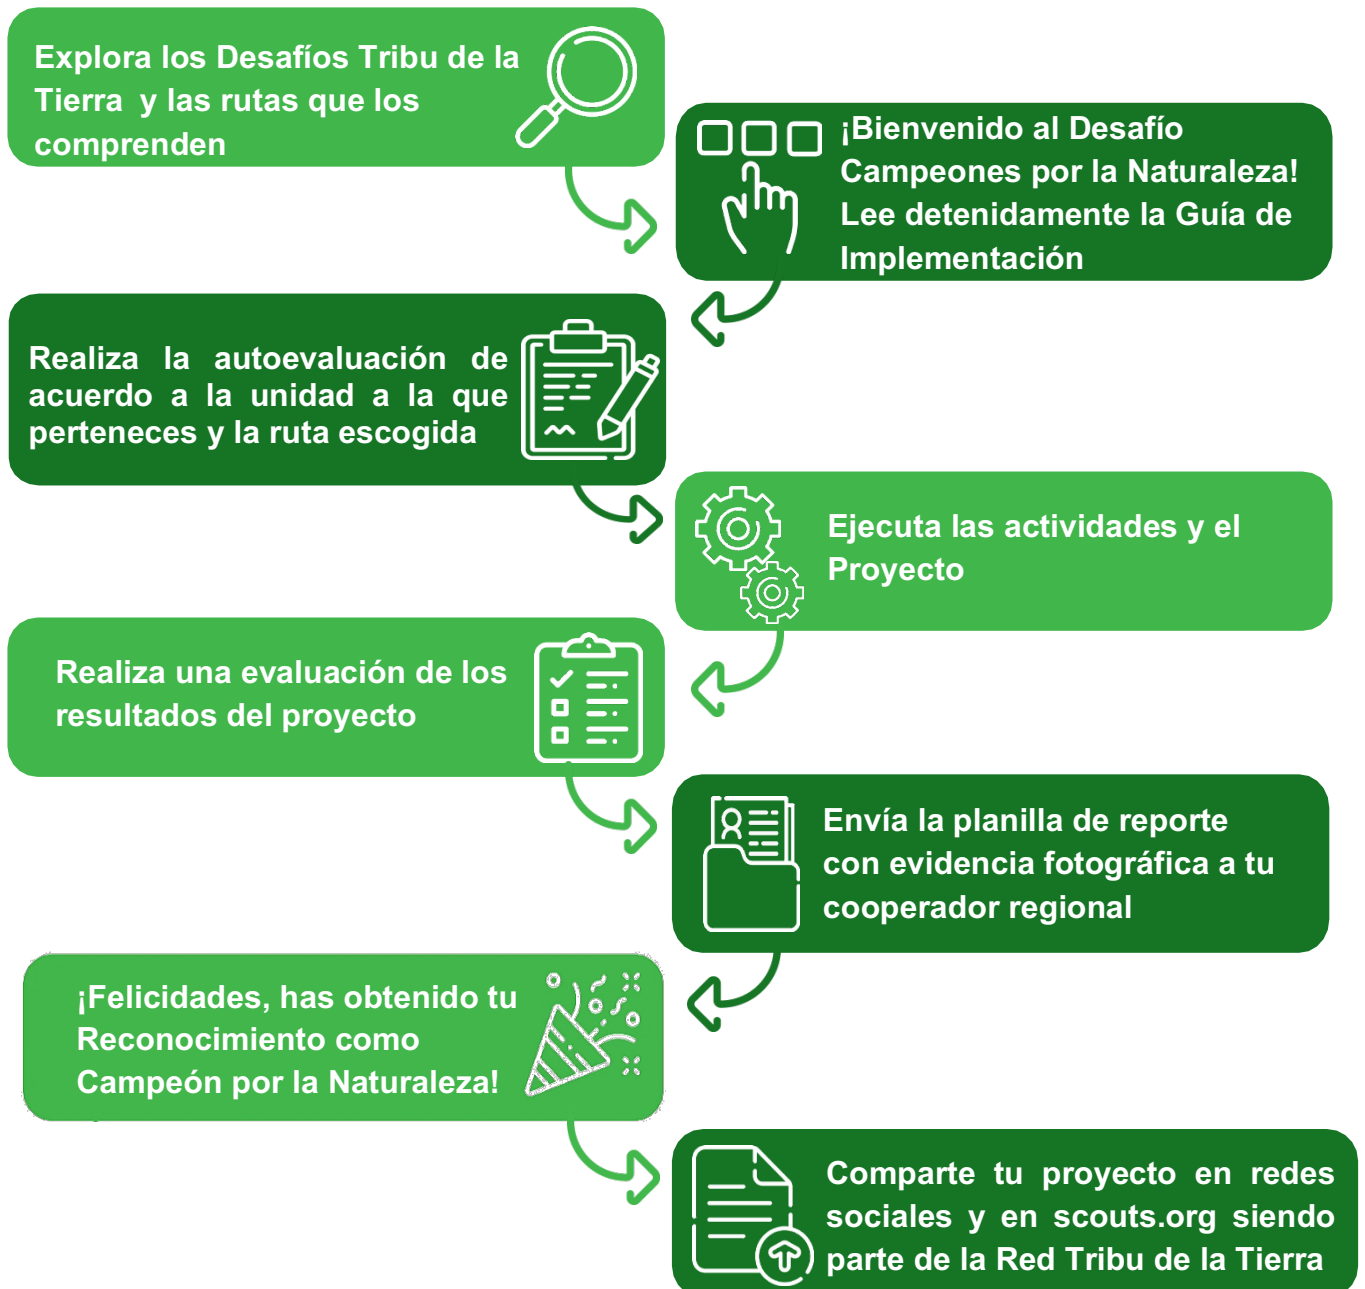 Explora los Desafíos Tribu de la
Tierra y las rutas que los
comprenden
¡Bienvenido al Desafío
Campeones por la Naturaleza!
Lee detenidamente la Guía de
Implementación
Realiza la autoevaluación de
acuerdo a la unidad a la que
perteneces y la ruta escogida
Ejecuta las actividades y el
Proyecto
Realiza una evaluación de los
resultados del proyecto
Envía la planilla de reporte
con evidencia fotográfica a tu
cooperador regional
¡Felicidades, has obtenido tu
Reconocimiento como
Campeón por la Naturaleza!
Comparte tu proyecto en redes
sociales y en scouts.org siendo
parte de la Red Tribu de la Tierra